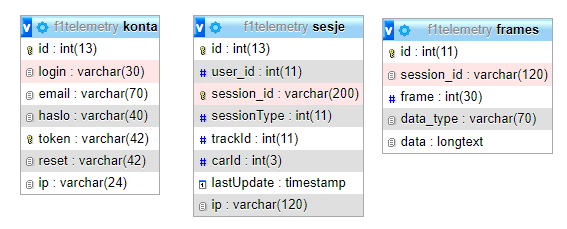 v f1telemetry konta
id : int(13)
login : varchar(30)
email : varchar(70)
haslo : varchar(40)
token : varchar(42)
reset : varchar(42)
ip : varchar(24)
v f1telemetry sesje
id : int(13)
# user_id : int(11)
session_id : varchar(200)
# sessionType : int(11)
# trackId : int(11)
# carId : int(3)
lastUpdate : timestamp
ip : varchar(120)
v f1telemetry frames
id : int(11)
session_id : varchar(120)
# frame : int(30)
data_type : varchar(70)
data : longtext